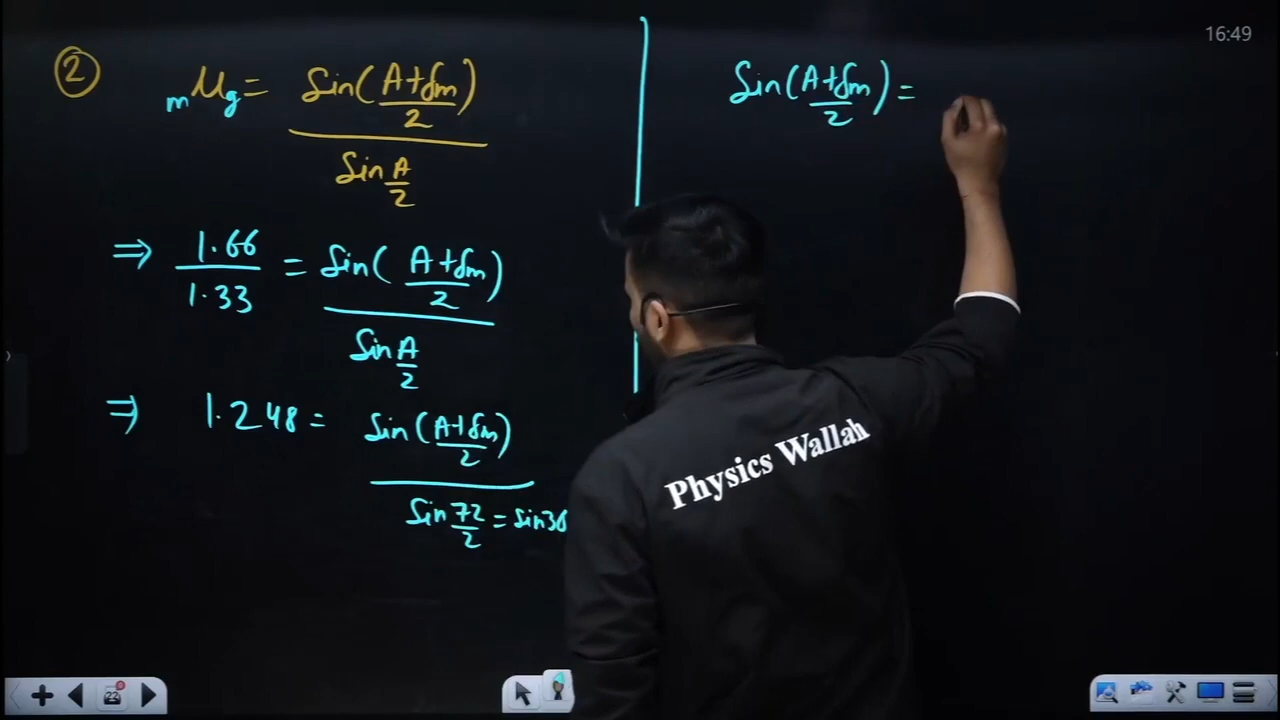 16:49
② mμg = Sin(A+δm/2) / Sin A/2
⇒ 1.66/1.33 = Sin(A+δm/2) / Sin A/2
⇒ 1.248 = Sin(A+δm/2) / Sin 72/2 = Sin36
Sin(A+δm/2) =
Physics Wallah
22